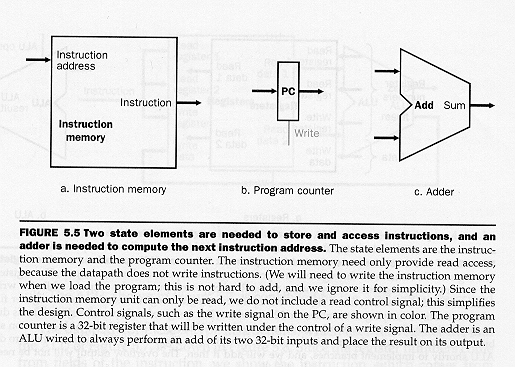 Instruction
address
Instruction
Instruction
memory
PC
Write
Add Sum
a. Instruction memory
b. Program counter
c. Adder
FIGURE 5.5 Two state elements are needed to store and access instructions, and an
adder is needed to compute the next instruction address. The state elements are the instruc-
tion memory and the program counter. The instruction memory need only provide read access,
because the datapath does not write instructions. (We will need to write the instruction memory
when we load the program; this is not hard to add, and we ignore it for simplicity.) Since the
instruction memory unit can only be read, we do not include a read control signal; this simplifies
the design. Control signals, such as the write signal on the PC, are shown in color. The program
counter is a 32-bit register that will be written under the control of a write signal. The adder is an
ALU wired to always perform an add of its two 32-bit inputs and place the result on its output.